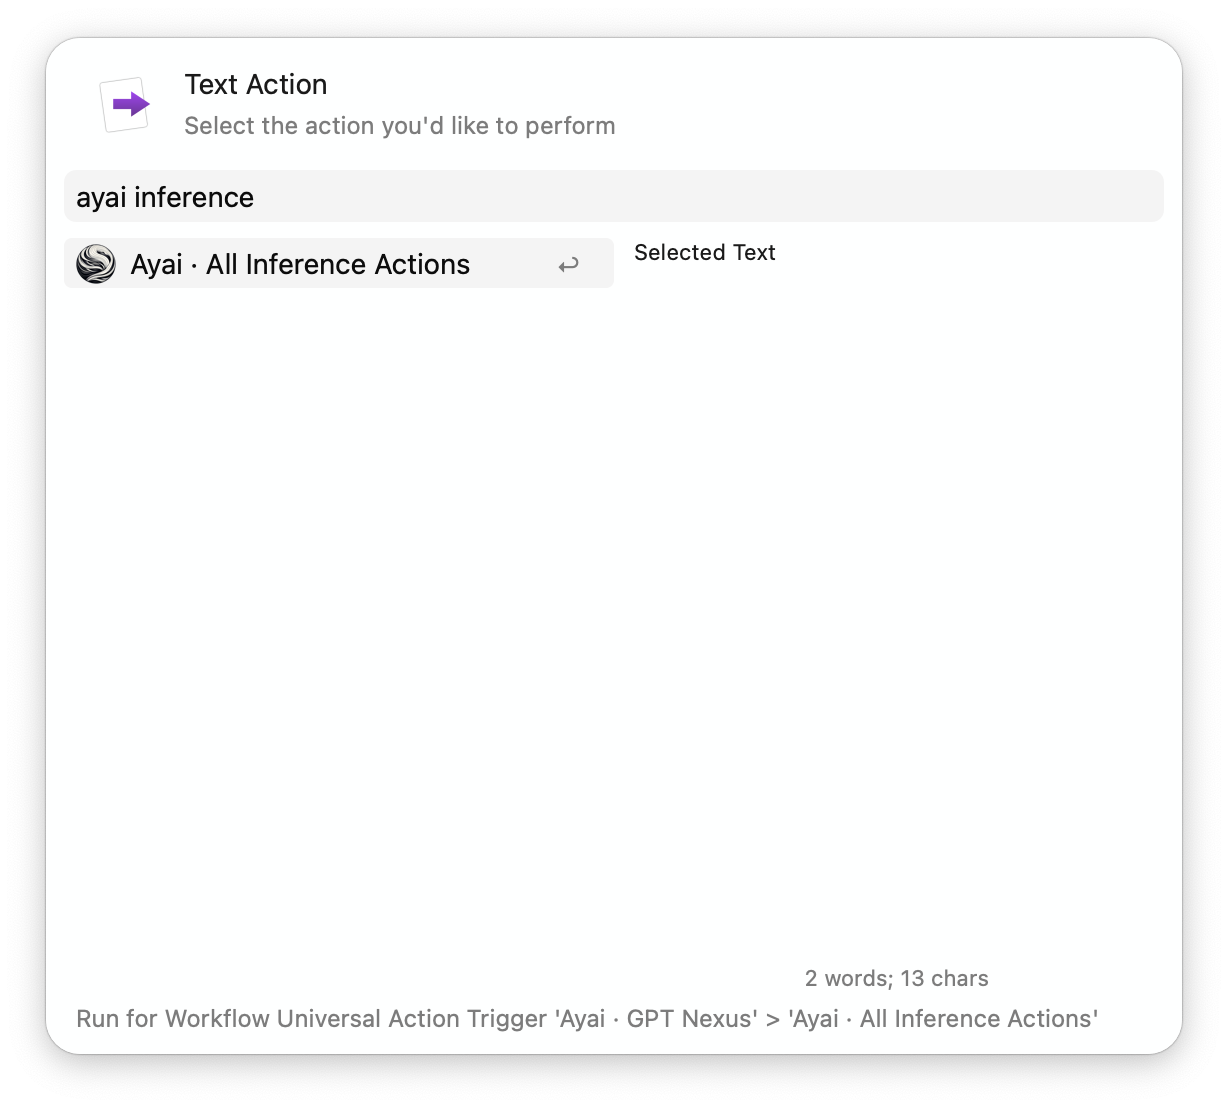 Text Action
Select the action you'd like to perform
ayai inference
Ayai · All Inference Actions
Selected Text
2 words; 13 chars
Run for Workflow Universal Action Trigger 'Ayai · GPT Nexus' > 'Ayai · All Inference Actions'